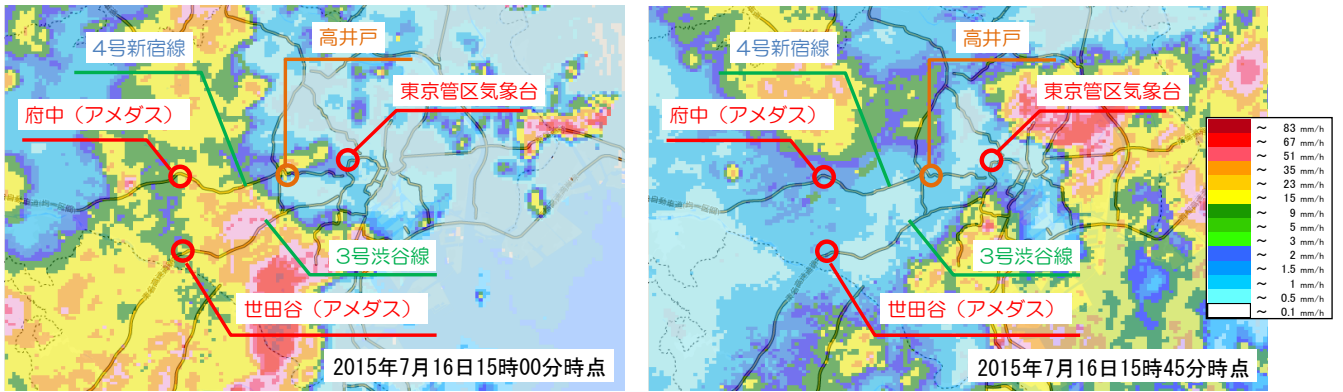 4号新宿線
高井戸
東京管区気象台
府中（アメダス）
3号渋谷線
世田谷（アメダス）
2015年7月16日15時00分時点
4号新宿線
高井戸
東京管区気象台
府中（アメダス）
3号渋谷線
世田谷（アメダス）
2015年7月16日15時45分時点
～ 83 mm/h
～ 67 mm/h
～ 51 mm/h
～ 35 mm/h
～ 23 mm/h
～ 15 mm/h
～ 9 mm/h
～ 5 mm/h
～ 3 mm/h
～ 2 mm/h
～ 1.5 mm/h
～ 1 mm/h
～ 0.5 mm/h
～ 0.1 mm/h